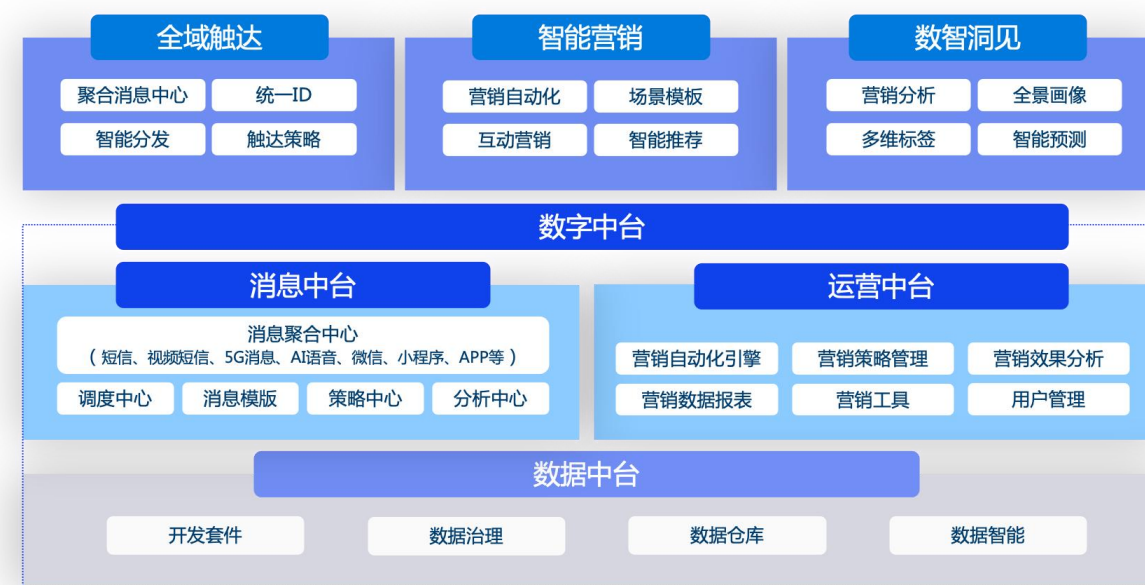 全域触达
智能营销
数智洞见
聚合消息中心
统一ID
营销自动化
场景模板
营销分析
全景画像
智能分发
触达策略
互动营销
智能推荐
多维标签
智能预测
数字中台
消息中台
运营中台
消息聚合中心
（短信、视频短信、5G消息、AI语音、微信、小程序、APP等）
营销自动化引擎
营销策略管理
营销效果分析
调度中心
消息模版
策略中心
分析中心
营销数据报表
营销工具
用户管理
数据中台
开发套件
数据治理
数据仓库
数据智能